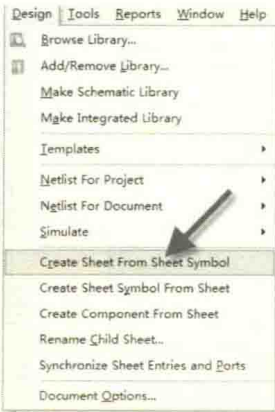 Design Tools Reports Window Help
Browse Library...
Add/Remove Library...
Make Schematic Library
Make Integrated Library
Templates
Netlist For Project
Netlist For Document
Simulate
Create Sheet From Sheet Symbol
Create Sheet Symbol From Sheet
Create Component From Sheet
Rename Child Sheet...
Synchronize Sheet Entries and Ports
Document Options...